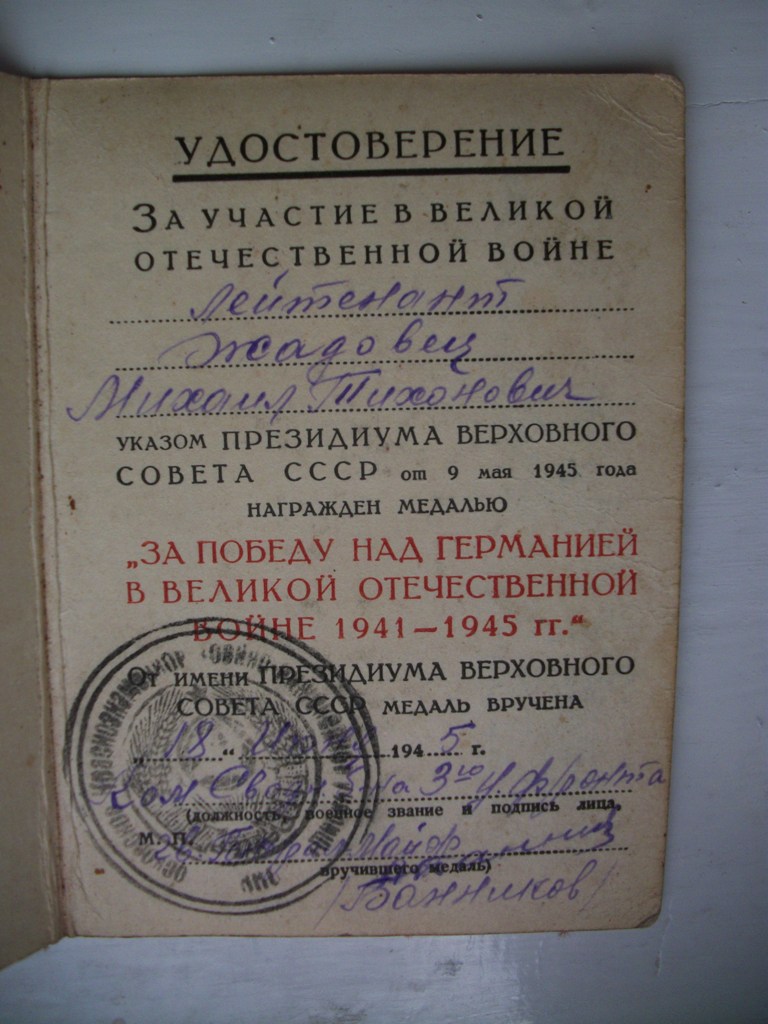 УДОСТОВЕРЕНИЕ
ЗА УЧАСТИЕ В ВЕЛИКОЙ
ОТЕЧЕСТВЕННОЙ ВОЙНЕ
Лейтенант
Жадовец
Михаил Тихонович
УКАЗОМ ПРЕЗИДИУМА ВЕРХОВНОГО
СОВЕТА СССР от 9 мая 1945 года
НАГРАЖДЕН МЕДАЛЬЮ
„ЗА ПОБЕДУ НАД ГЕРМАНИЕЙ
В ВЕЛИКОЙ ОТЕЧЕСТВЕННОЙ
ВОЙНЕ 1941—1945 гг.“
ОТ ИМЕНИ ПРЕЗИДИУМА ВЕРХОВНОГО
СОВЕТА СССР МЕДАЛЬ ВРУЧЕНА
„18“ 1945 г.
3го У. Фронта
(должность, военное звание и подпись лица,
М. П.
вручившего медаль)
/Банников/